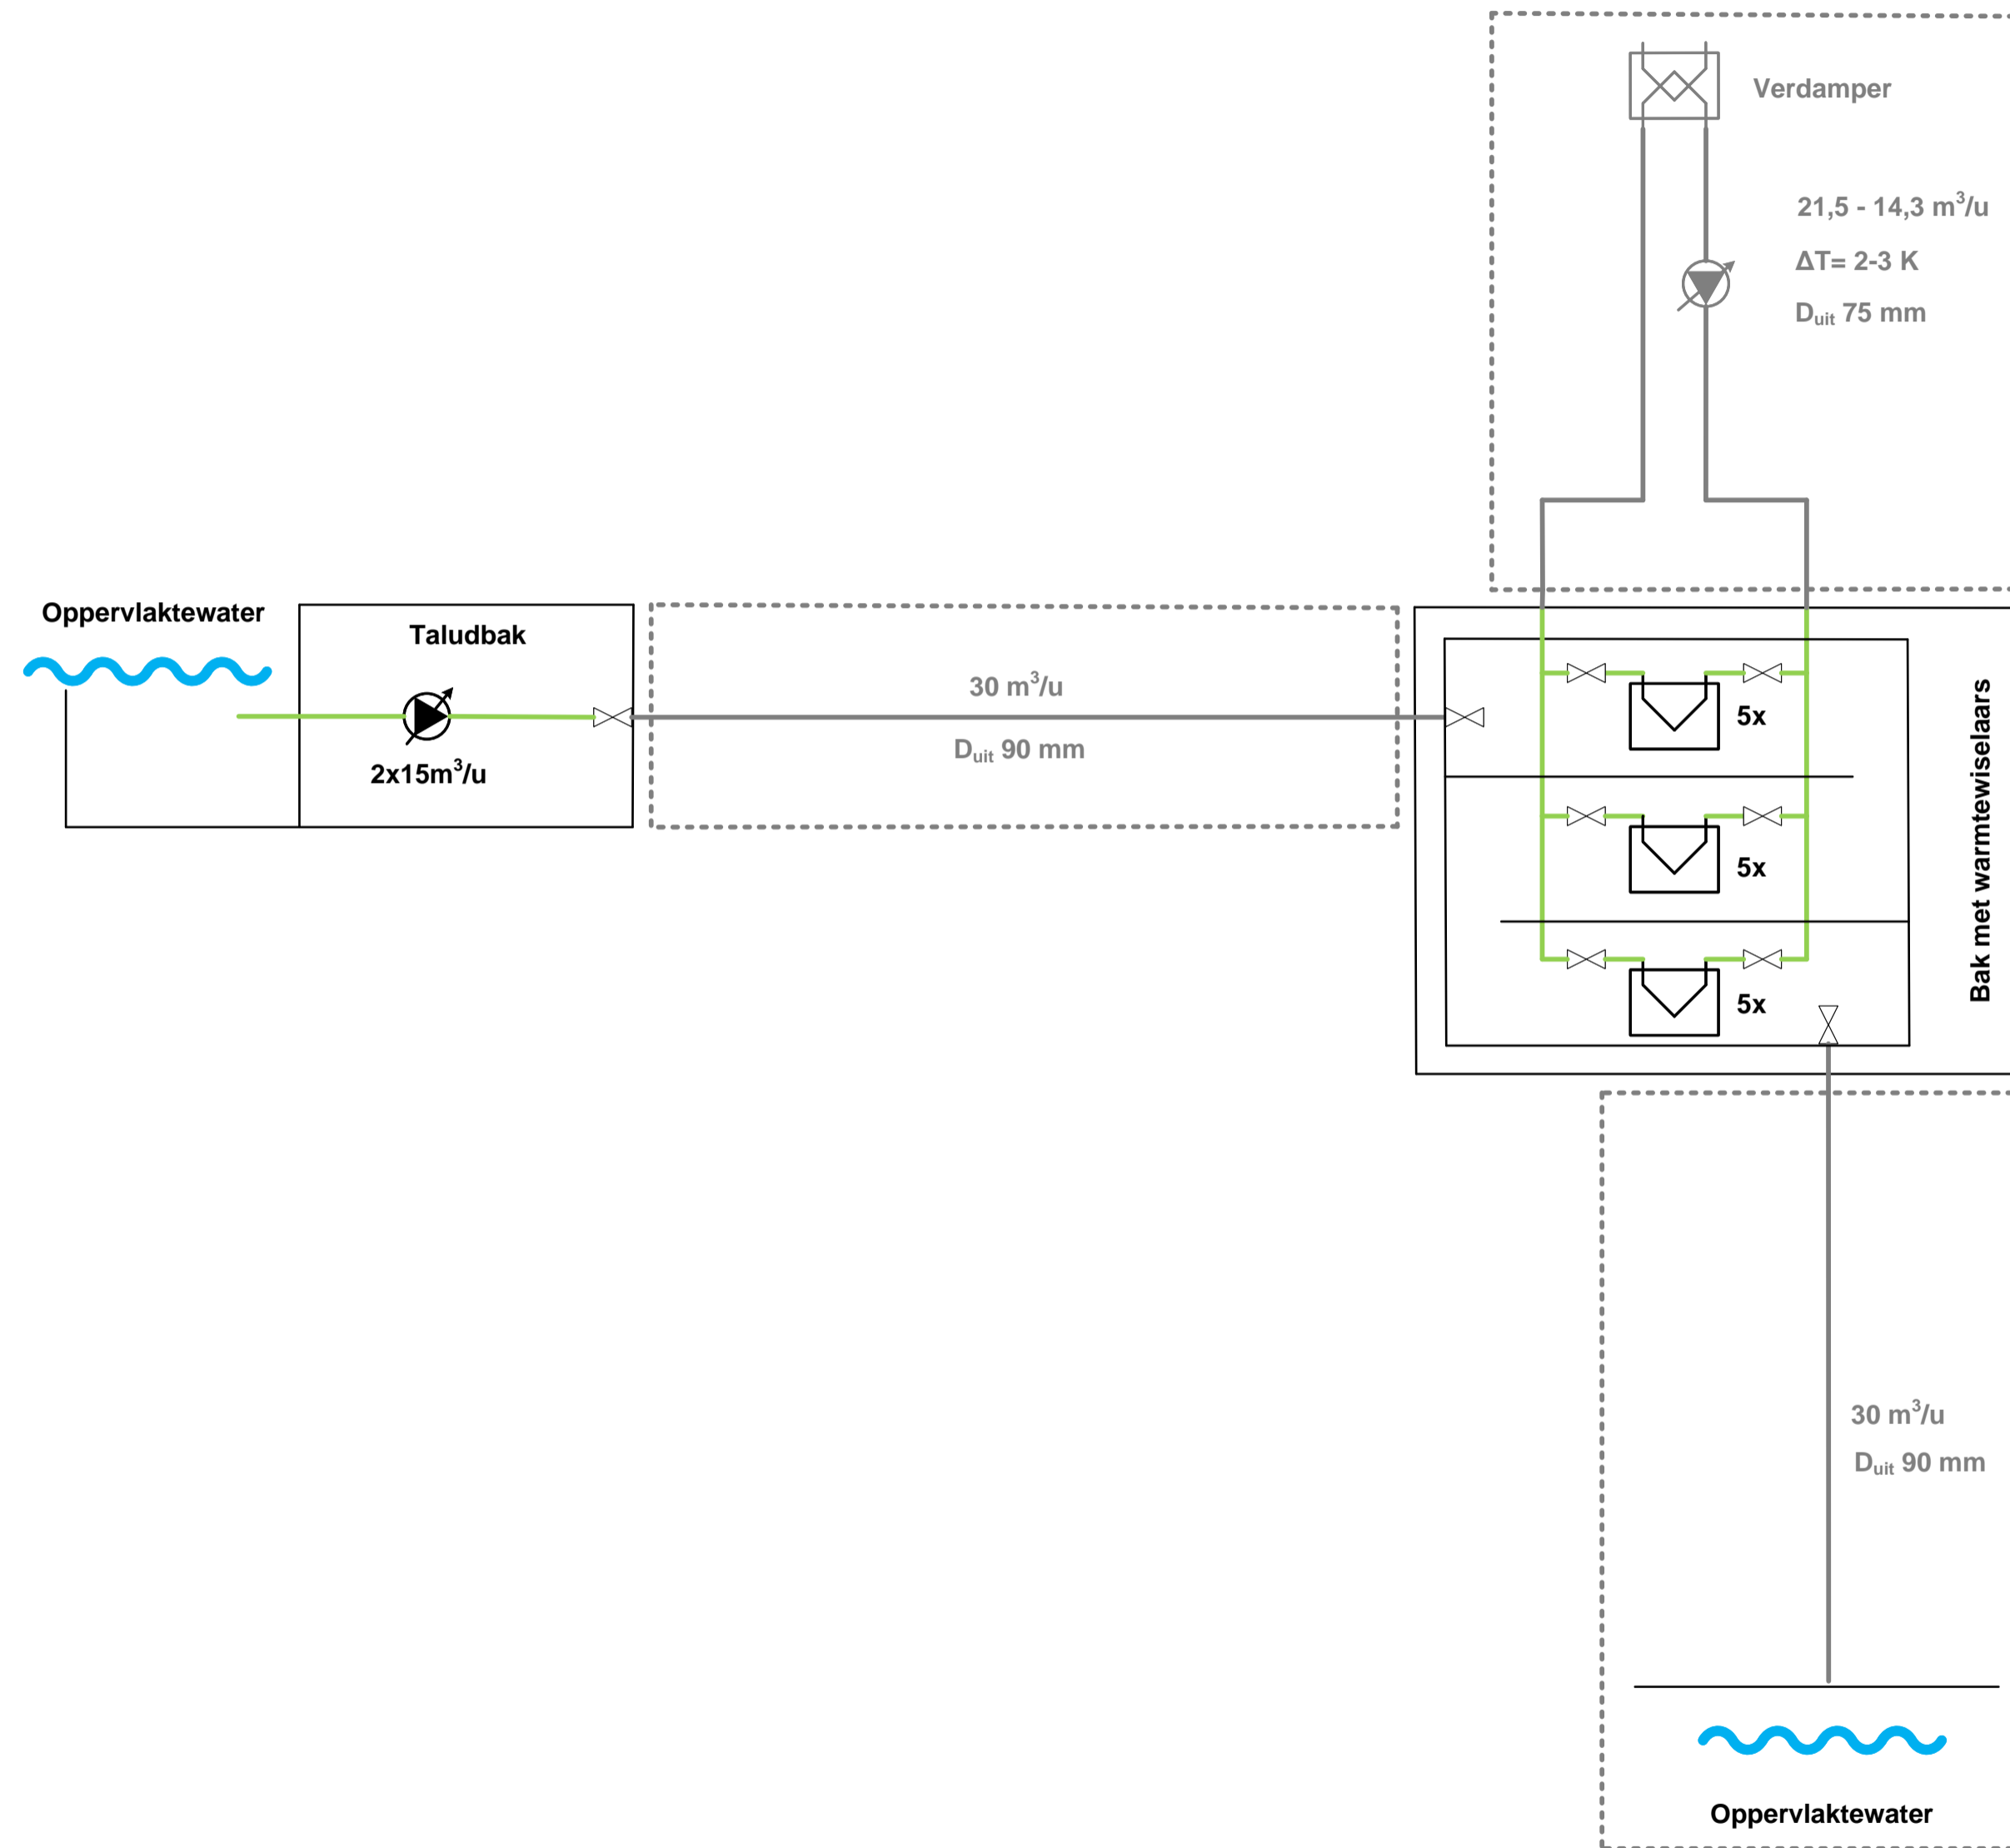 Verdamper
21,5 - 14,3 m³/u
ΔT= 2-3 K
Duit 75 mm
Oppervlaktewater
Taludbak
2x15m³/u
30 m³/u
Duit 90 mm
5x
5x
5x
Bak met warmtewiselaars
30 m³/u
Duit 90 mm
Oppervlaktewater